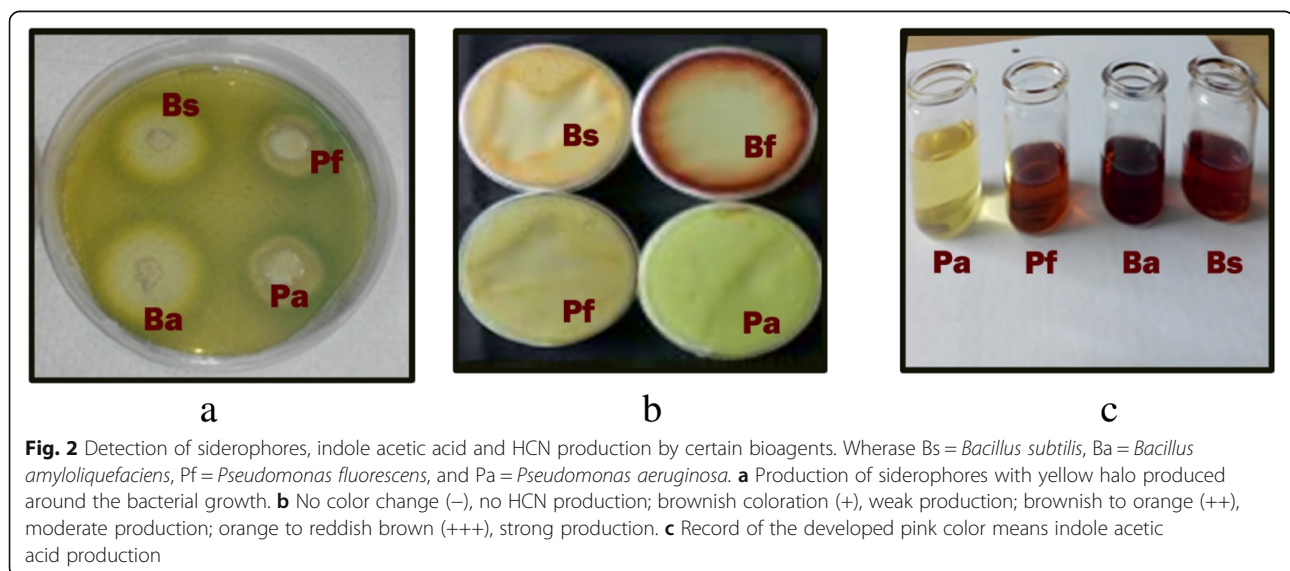 Bs
Pf
Ba
Pa
Bs
Bf
Pf
Pa
Pa Pf Ba Bs
a b c
Fig. 2 Detection of siderophores, indole acetic acid and HCN production by certain bioagents. Wherase Bs = Bacillus subtilis, Ba = Bacillus
amyloliquefaciens, Pf = Pseudomonas fluorescens, and Pa = Pseudomonas aeruginosa. a Production of siderophores with yellow halo produced
around the bacterial growth. b No color change (−), no HCN production; brownish coloration (+), weak production; brownish to orange (++),
moderate production; orange to reddish brown (+++), strong production. c Record of the developed pink color means indole acetic
acid production